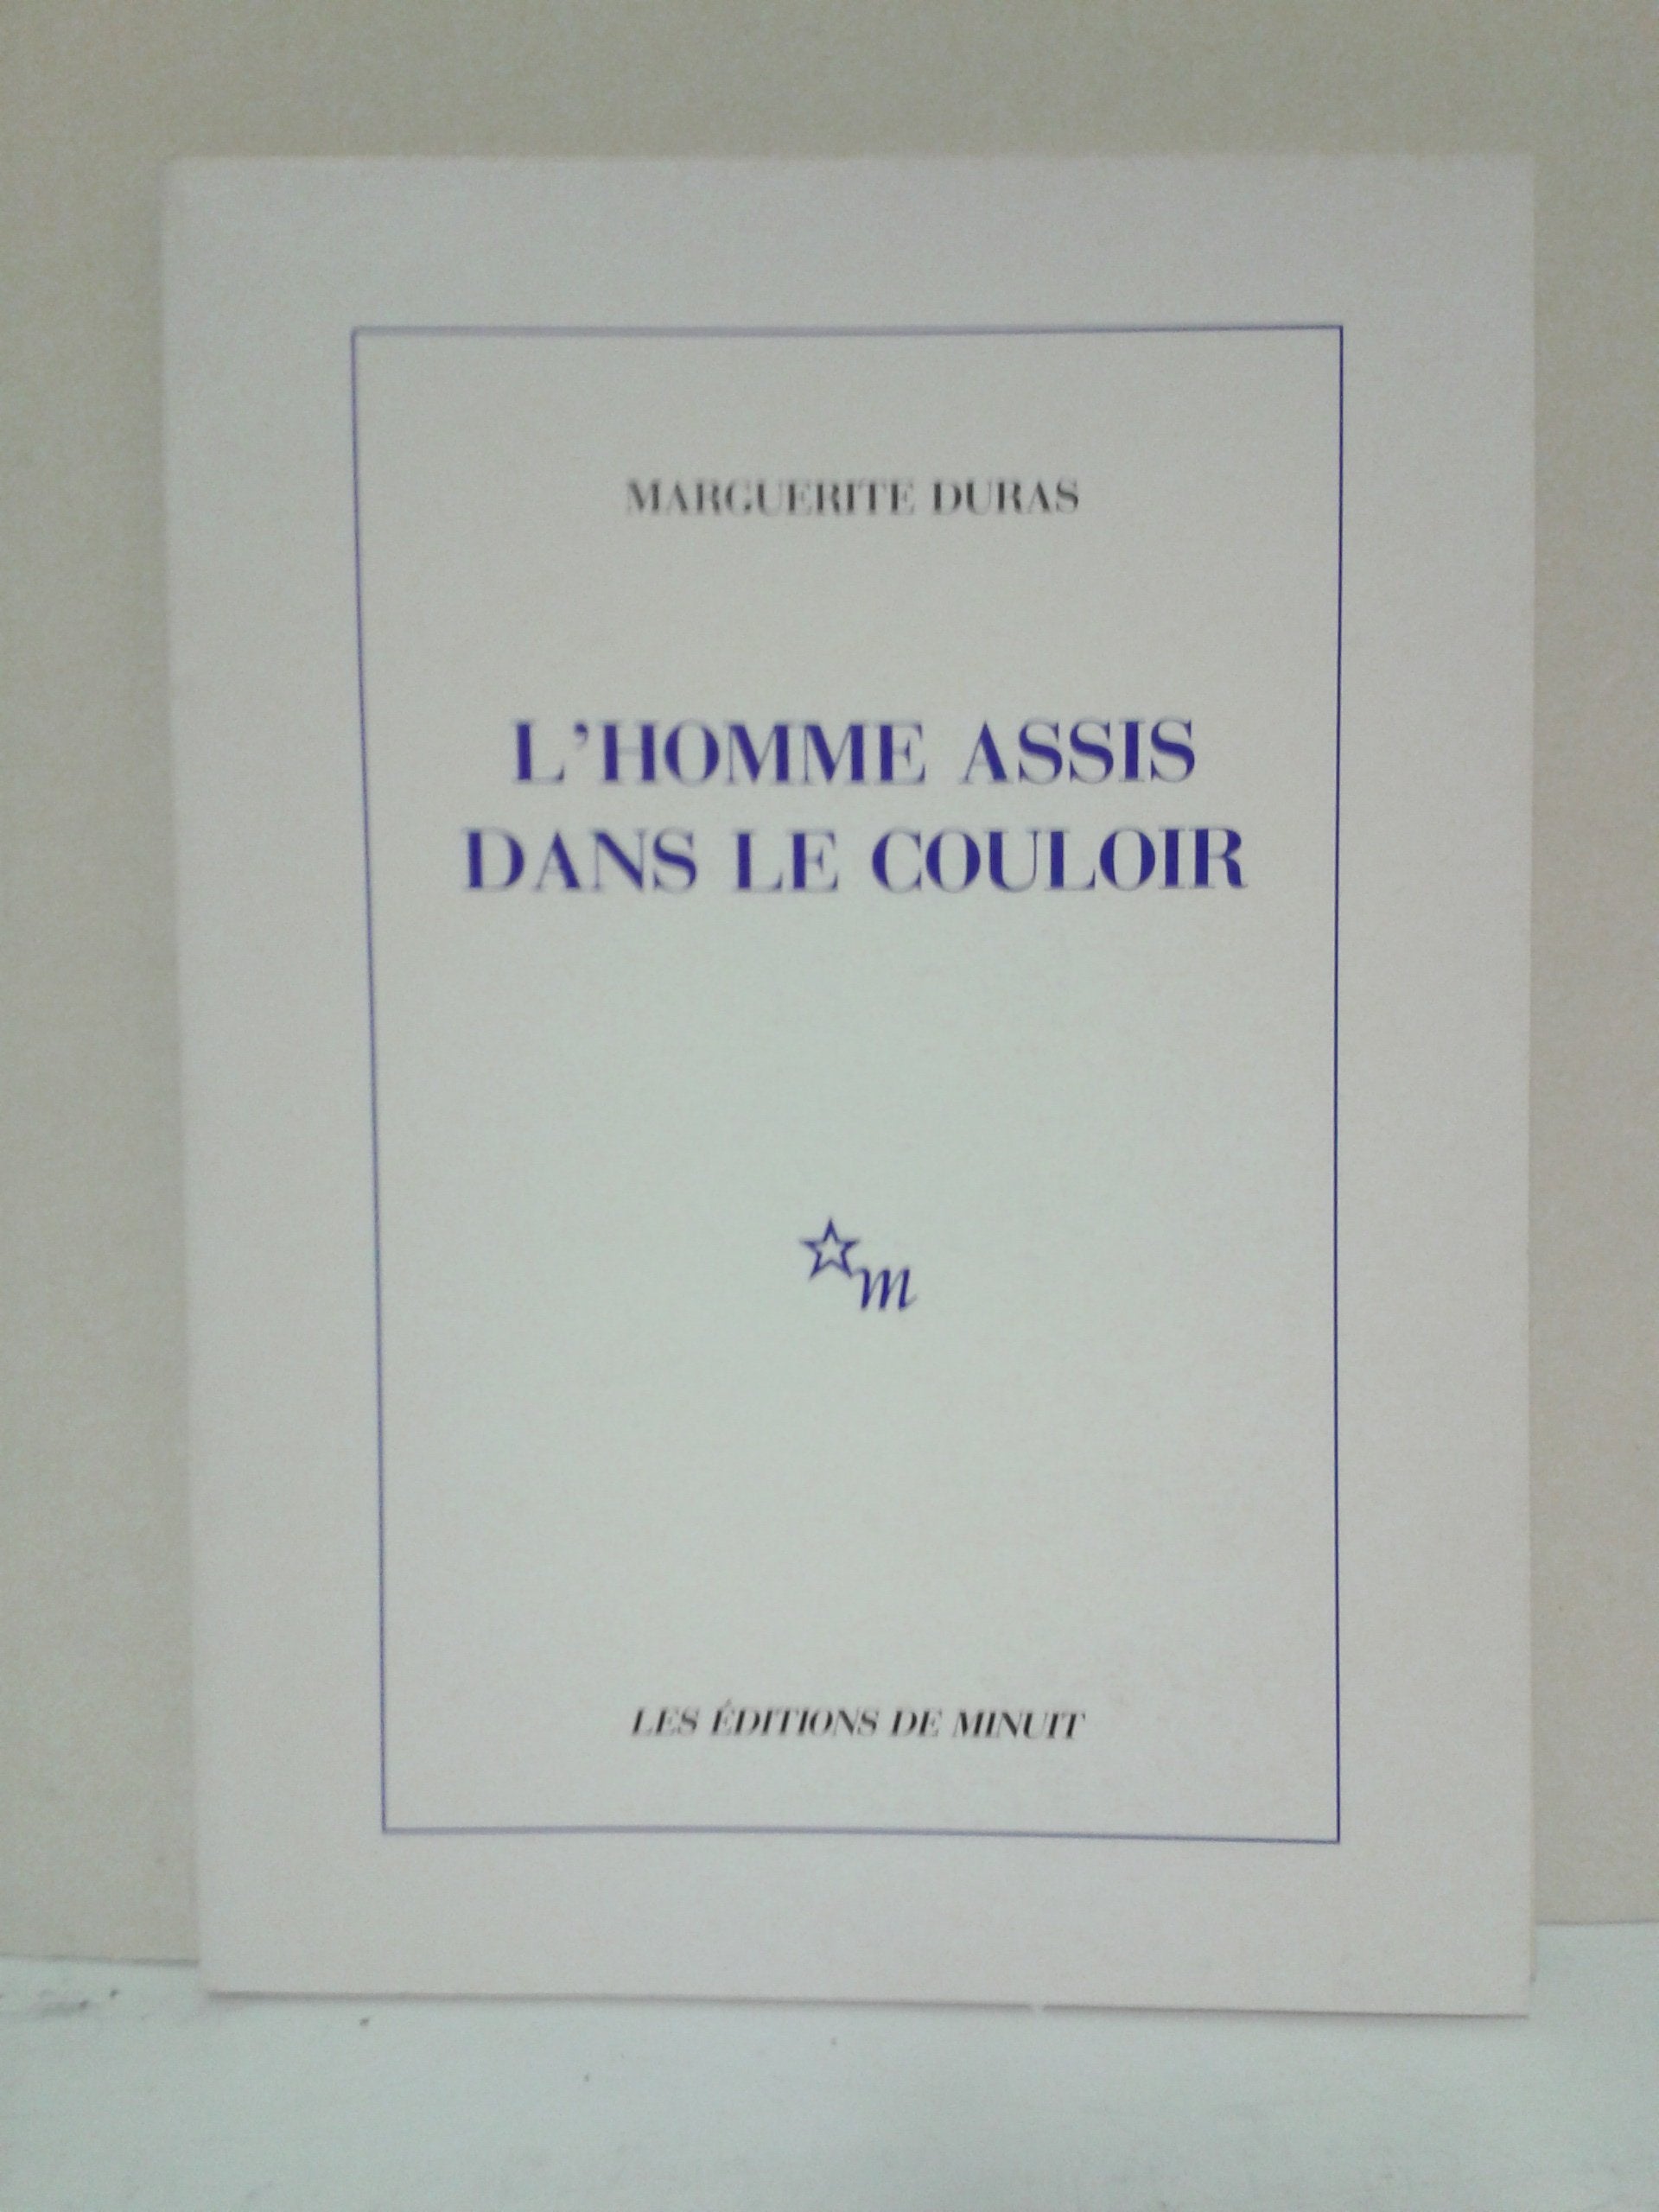 MARGUERITE DURAS
L'HOMME ASSIS
DANS LE COULOIR
m
LES ÉDITIONS DE MINUIT